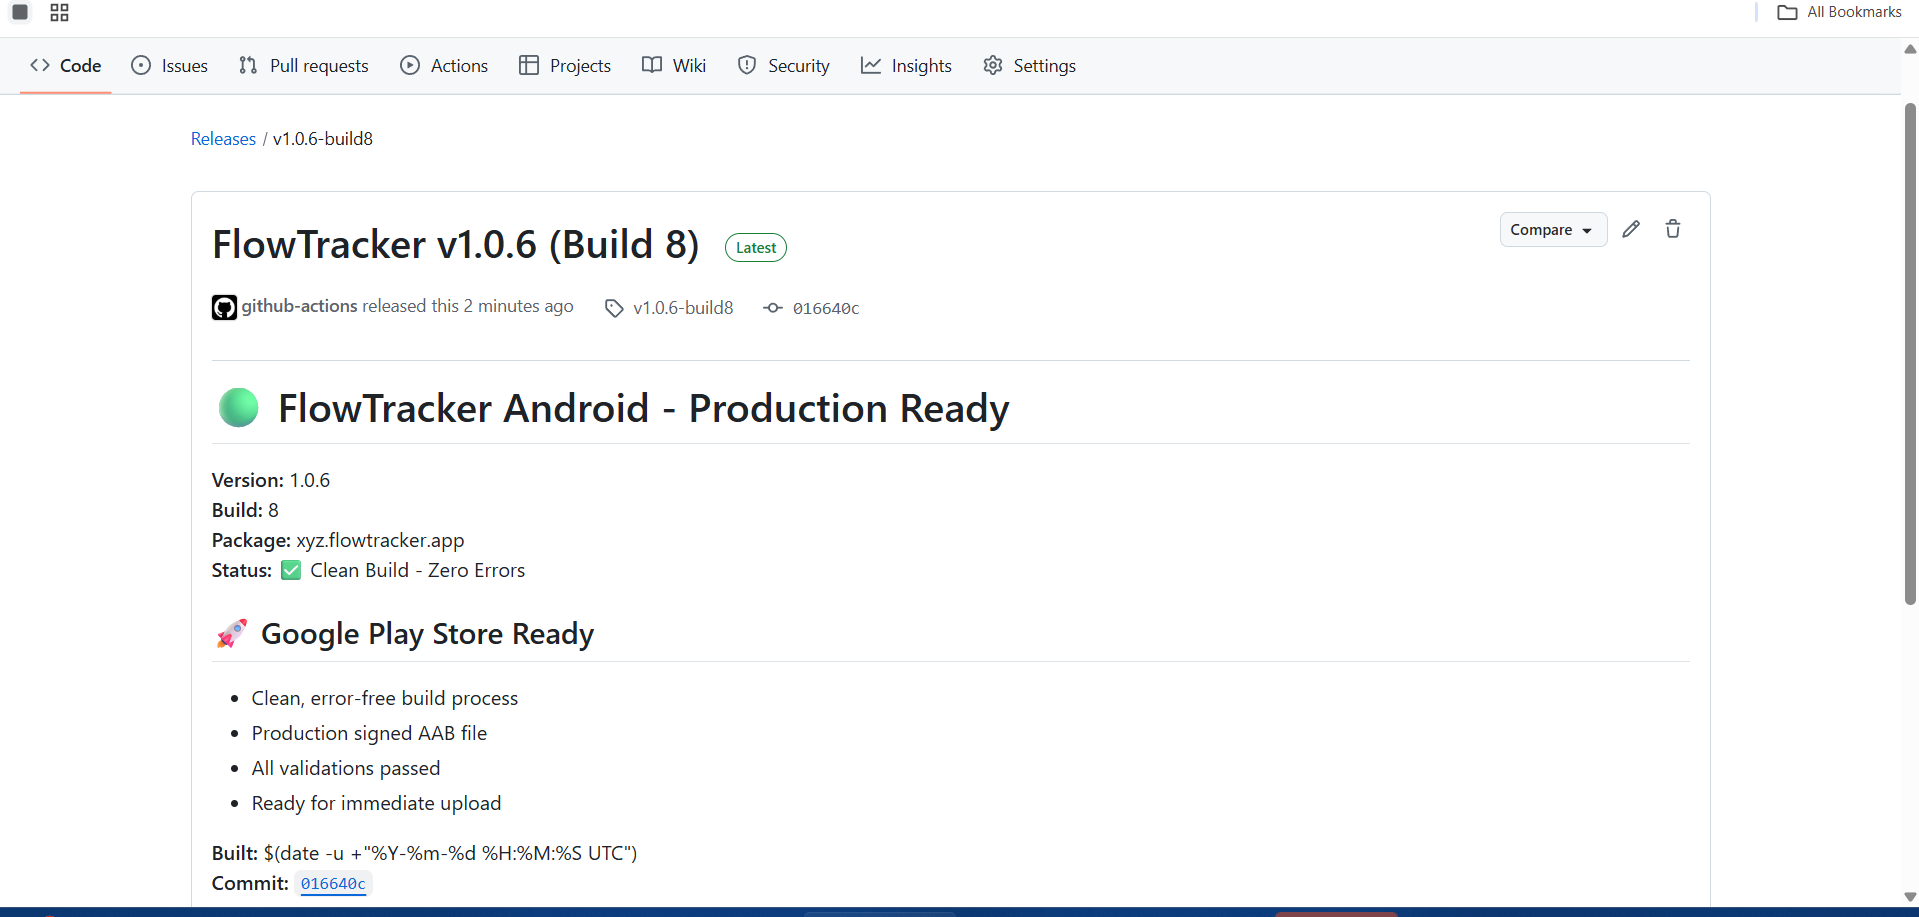 All Bookmarks
Code Issues Pull requests Actions Projects Wiki Security Insights Settings
Releases / v1.0.6-build8
FlowTracker v1.0.6 (Build 8) Latest
Compare
github-actions released this 2 minutes ago v1.0.6-build8 016640c
FlowTracker Android - Production Ready
Version: 1.0.6
Build: 8
Package: xyz.flowtracker.app
Status: ✅ Clean Build - Zero Errors
🚀 Google Play Store Ready
• Clean, error-free build process
• Production signed AAB file
• All validations passed
• Ready for immediate upload
Built: $(date -u +"%Y-%m-%d %H:%M:%S UTC")
Commit: 016640c